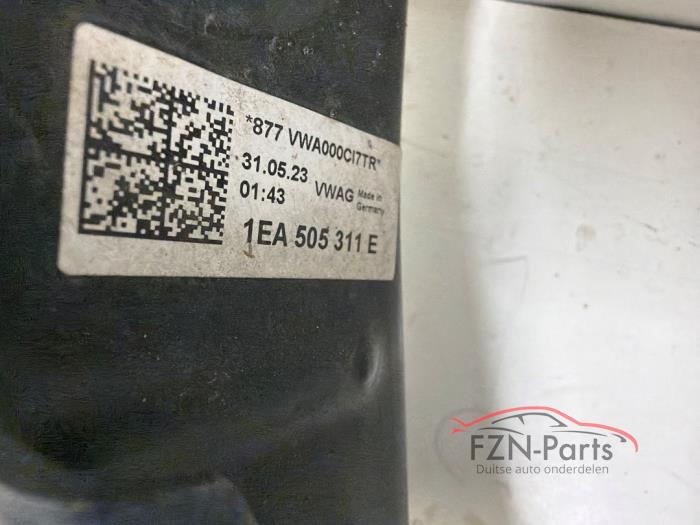 *877 VWA000CI7TR*
31.05.23
01:43 VWAG Made in Germany
1EA 505 311 E
FZN-Parts
Duitse auto onderdelen